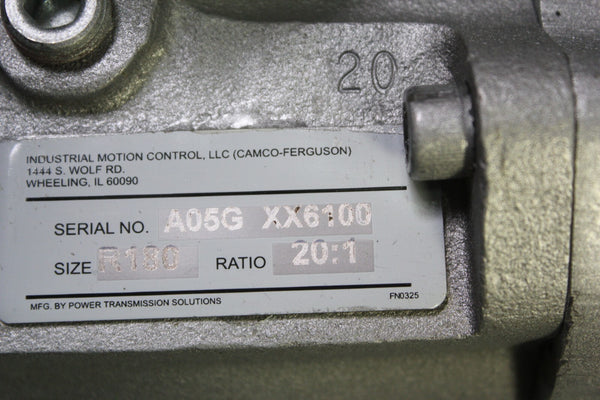 20
INDUSTRIAL MOTION CONTROL, LLC (CAMCO-FERGUSON)
1444 S. WOLF RD.
WHEELING, IL 60090
SERIAL NO. A05G XX6100
SIZE R180 RATIO 20:1
MFG. BY POWER TRANSMISSION SOLUTIONS FN0325